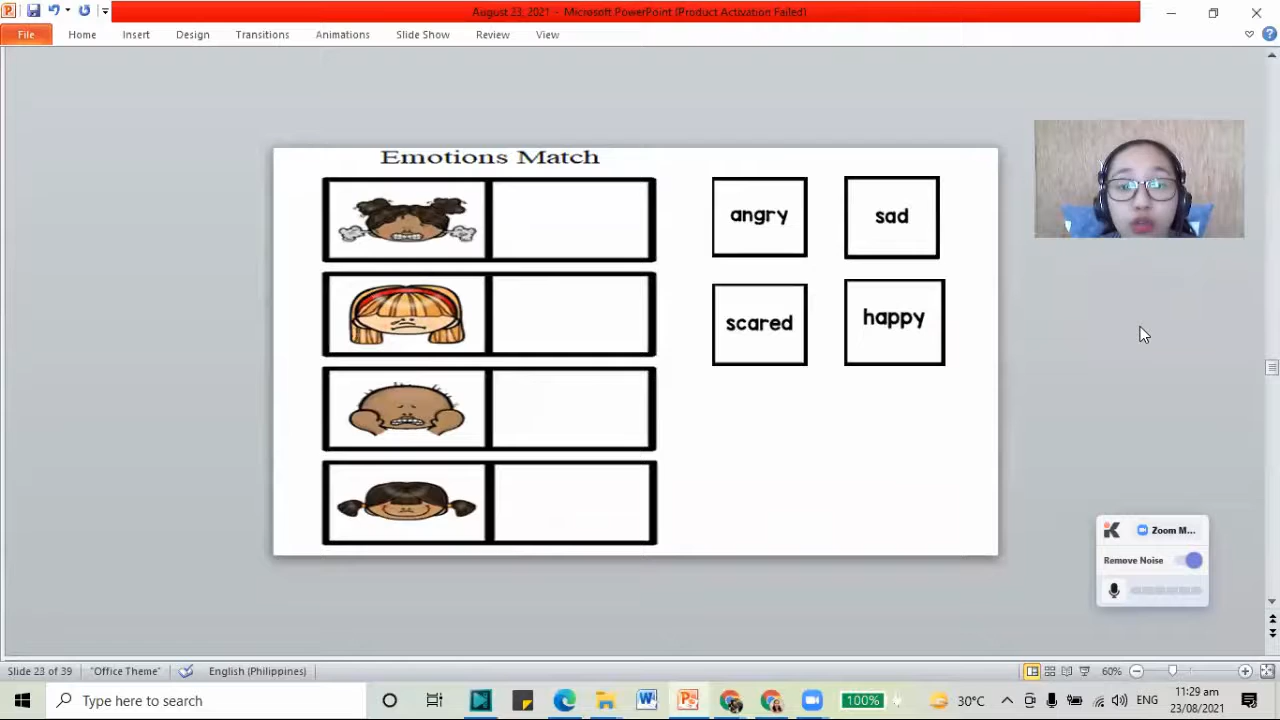 August 23, 2021 - Microsoft PowerPoint (Product Activation Failed)
File Home Insert Design Transitions Animations Slide Show Review View
Emotions Match
angry sad
scared happy
Zoom M...
Remove Noise
Slide 23 of 39 "Office Theme" English (Philippines) 60%
Type here to search 100% 30°C ENG 11:29 am
23/08/2021